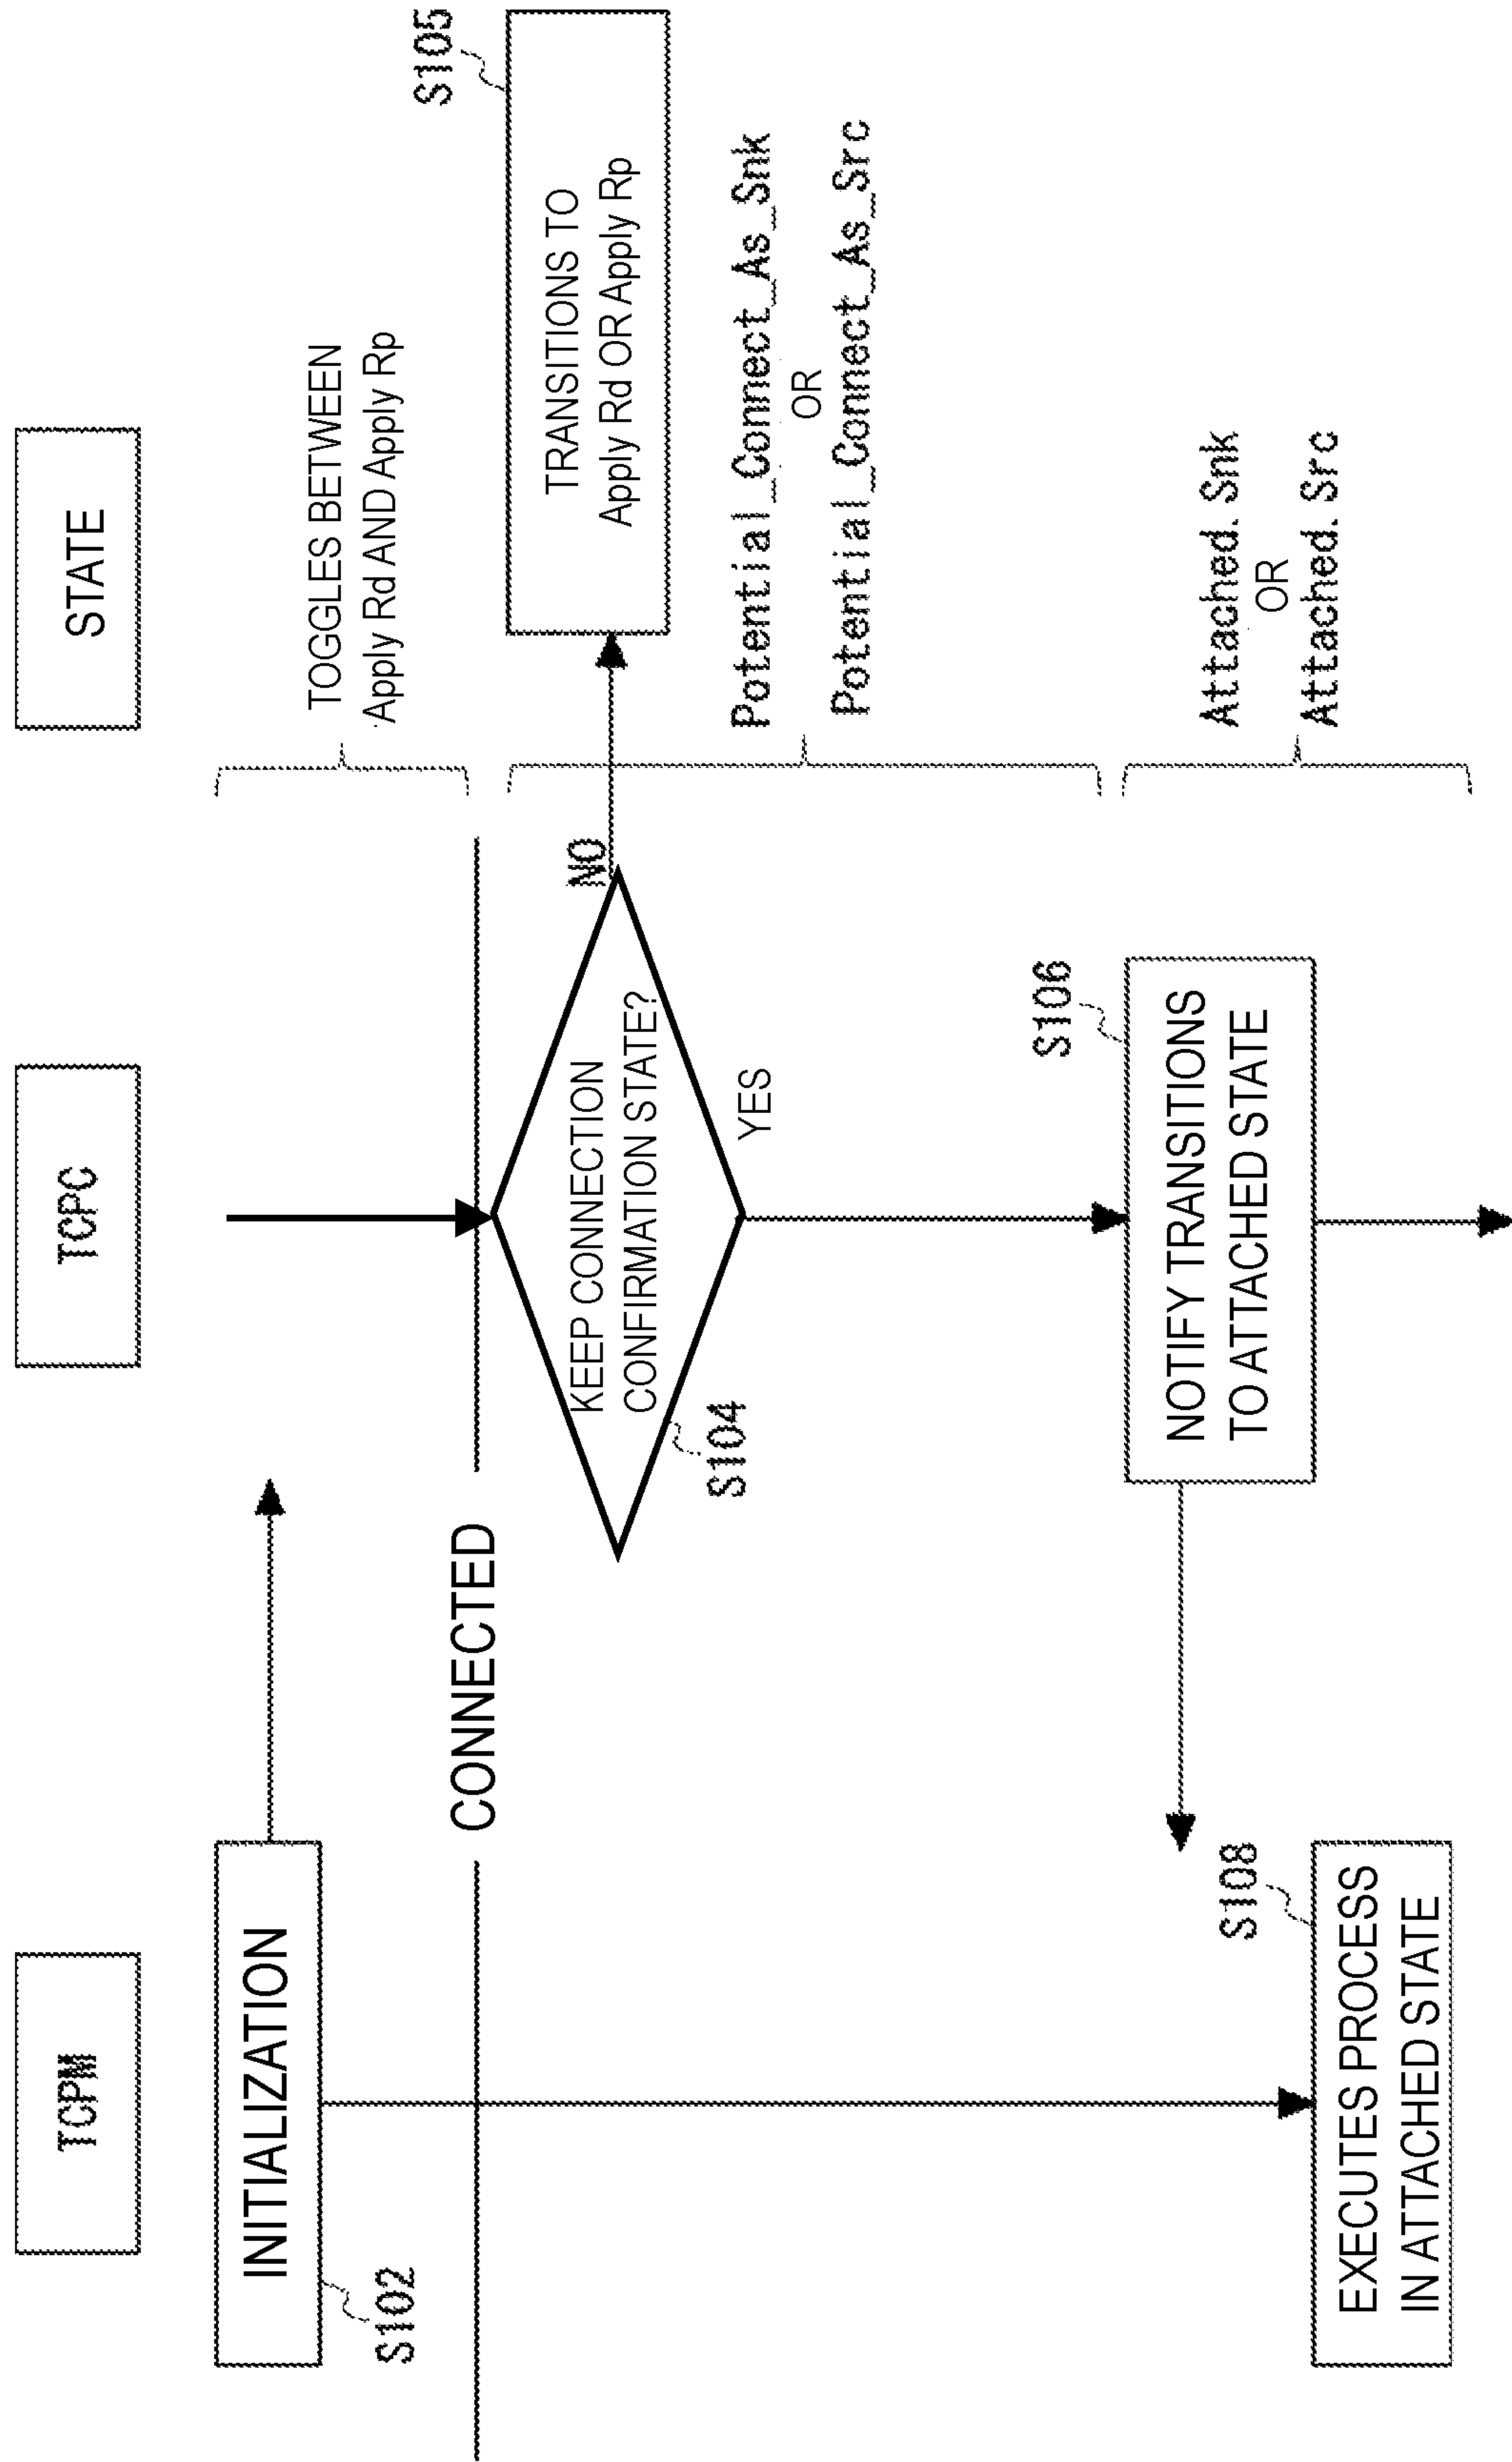 TCPM
TCPC
STATE
INITIALIZATION
S102
TOGGLES BETWEEN
Apply Rd AND Apply Rp
CONNECTED
KEEP CONNECTION
CONFIRMATION STATE?
S104
NO
YES
S105
TRANSITIONS TO
Apply Rd OR Apply Rp
Potential_Connect_As_Snk
OR
Potential_Connect_As_Src
S106
NOTIFY TRANSITIONS
TO ATTACHED STATE
Attached.Snk
OR
Attached.Src
S108
EXECUTES PROCESS
IN ATTACHED STATE